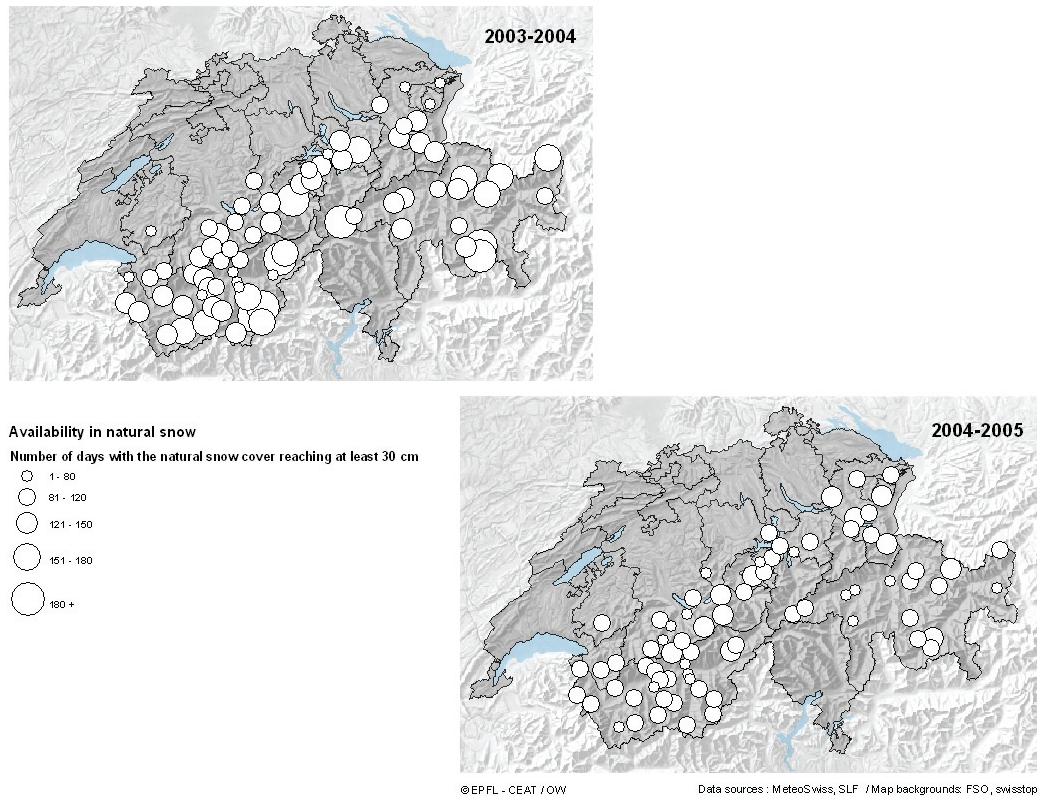 2003-2004
Availability in natural snow
Number of days with the natural snow cover reaching at least 30 cm
1 - 80
81 - 120
121 - 150
151 - 180
180 +
2004-2005
©EPFL - CEAT / OW
Data sources : MeteoSwiss, SLF / Map backgrounds: FSO, swisstop